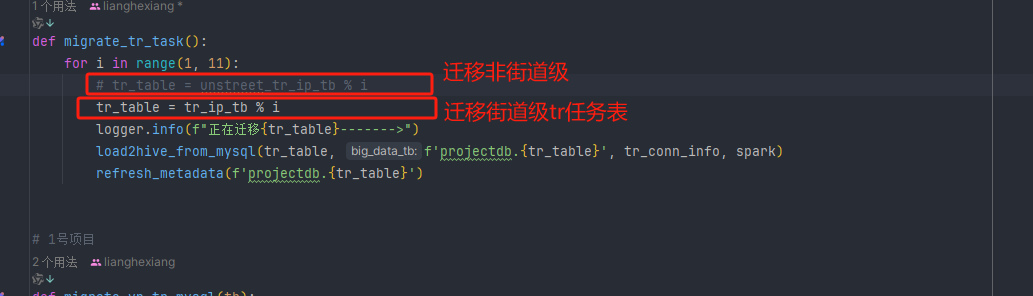 1个用法 lianghexiang *
def migrate_tr_task():
for i in range(1, 11):
# tr_table = unstreet_tr_ip_tb % i
迁移非街道级
tr_table = tr_ip_tb % i
迁移街道级tr任务表
logger.info(f"正在迁移{tr_table}------->")
load2hive_from_mysql(tr_table, big_data_tb: f'projectdb.{tr_table}', tr_conn_info, spark)
refresh_metadata(f'projectdb.{tr_table}')
# 1号项目
2个用法 lianghexiang